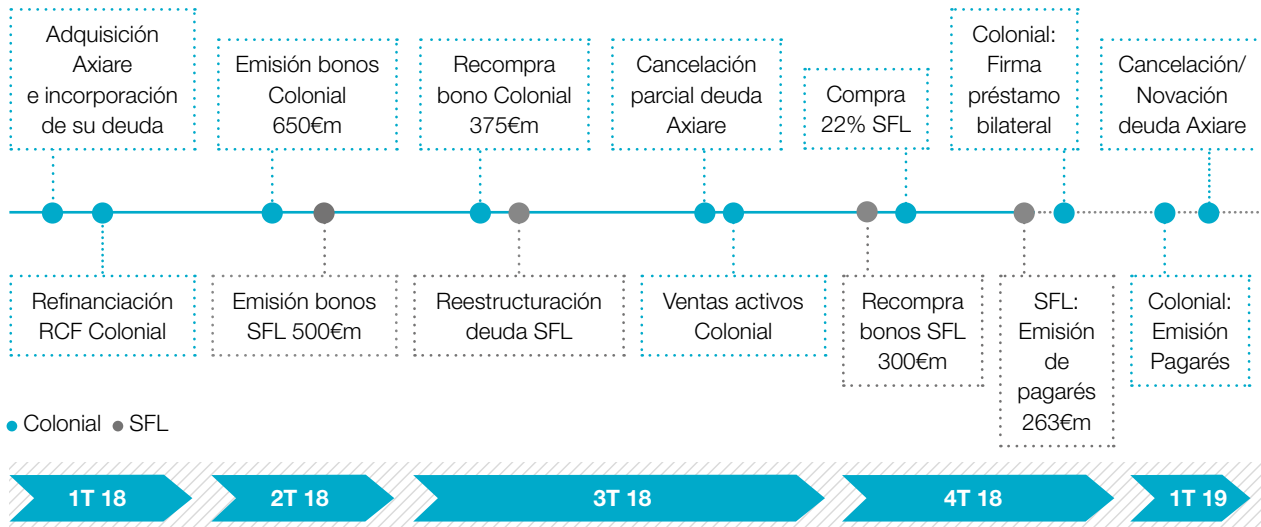 Adquisición
Axiare
e incorporación
de su deuda
Emisión bonos
Colonial
650€m
Recompra
bono Colonial
375€m
Cancelación
parcial deuda
Axiare
Compra
22% SFL
Colonial:
Firma
préstamo
bilateral
Cancelación/
Novación
deuda Axiare
Refinanciación
RCF Colonial
Emisión bonos
SFL 500€m
Reestructuración
deuda SFL
Ventas activos
Colonial
Recompra
bonos SFL
300€m
SFL:
Emisión
de
pagarés
263€m
Colonial:
Emisión
Pagarés
Colonial SFL
1T 18 2T 18 3T 18 4T 18 1T 19